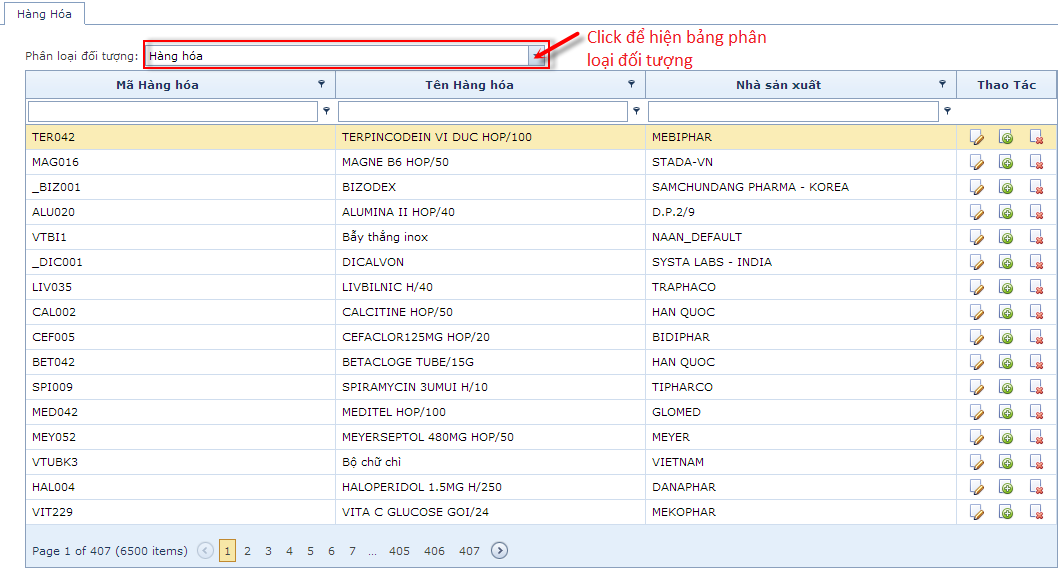 Hàng Hóa
Click để hiện bảng phân
loại đối tượng
Phân loại đối tượng: Hàng hóa
Mã Hàng hóa Tên Hàng hóa Nhà sản xuất Thao Tác
TER042 TERPINCODEIN VI DUC HOP/100 MEBIPHAR
MAG016 MAGNE B6 HOP/50 STADA-VN
_BIZ001 BIZODEX SAMCHUNDANG PHARMA - KOREA
ALU020 ALUMINA II HOP/40 D.P.2/9
VTBI1 Bẫy thẳng inox NAAN_DEFAULT
_DIC001 DICALVON SYSTA LABS - INDIA
LIV035 LIVBILNIC H/40 TRAPHACO
CAL002 CALCITINE HOP/50 HAN QUOC
CEF005 CEFACLOR125MG HOP/20 BIDIPHAR
BET042 BETACLOGE TUBE/15G HAN QUOC
SPI009 SPIRAMYCIN 3UMUI H/10 TIPHARCO
MED042 MEDITEL HOP/100 GLOMED
MEY052 MEYERSEPTOL 480MG HOP/50 MEYER
VTUBK3 Bộ chữ chì VIETNAM
HAL004 HALOPERIDOL 1.5MG H/250 DANAPHAR
VIT229 VITA C GLUCOSE GOI/24 MEKOPHAR
Page 1 of 407 (6500 items) 1 2 3 4 5 6 7 ... 405 406 407